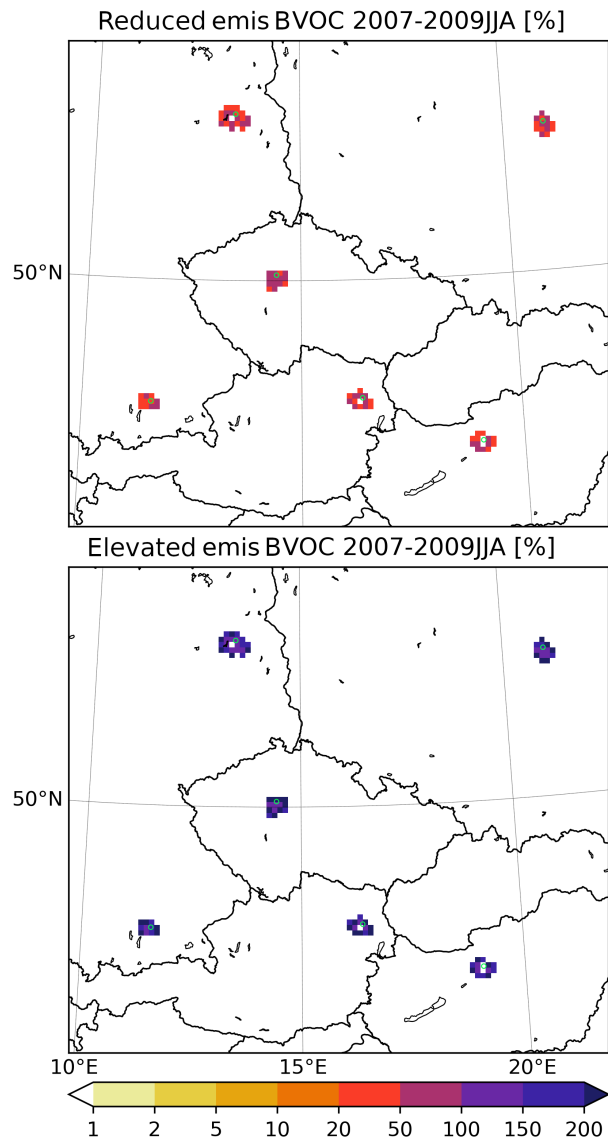 Reduced emis BVOC 2007-2009JJA [%]
50°N
Elevated emis BVOC 2007-2009JJA [%]
50°N
10°E 15°E 20°E
1 2 5 10 20 50 100 150 200